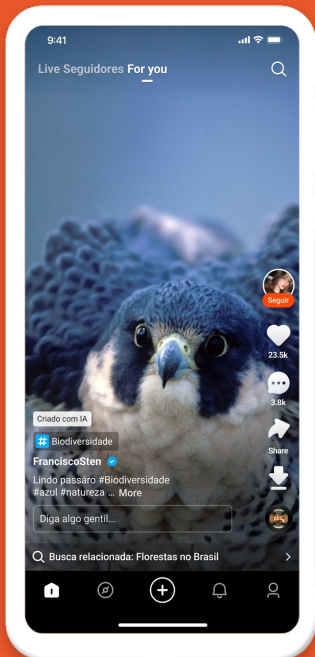 9:41
Live Seguidores For you
Seguir
23.5k
3.8k
Criado com IA
Share
# Biodiversidade
FranciscoSten
Lindo passáro #Biodiversidade
#azul #natureza ... More
Diga algo gentil...
Busca relacionada: Florestas no Brasil